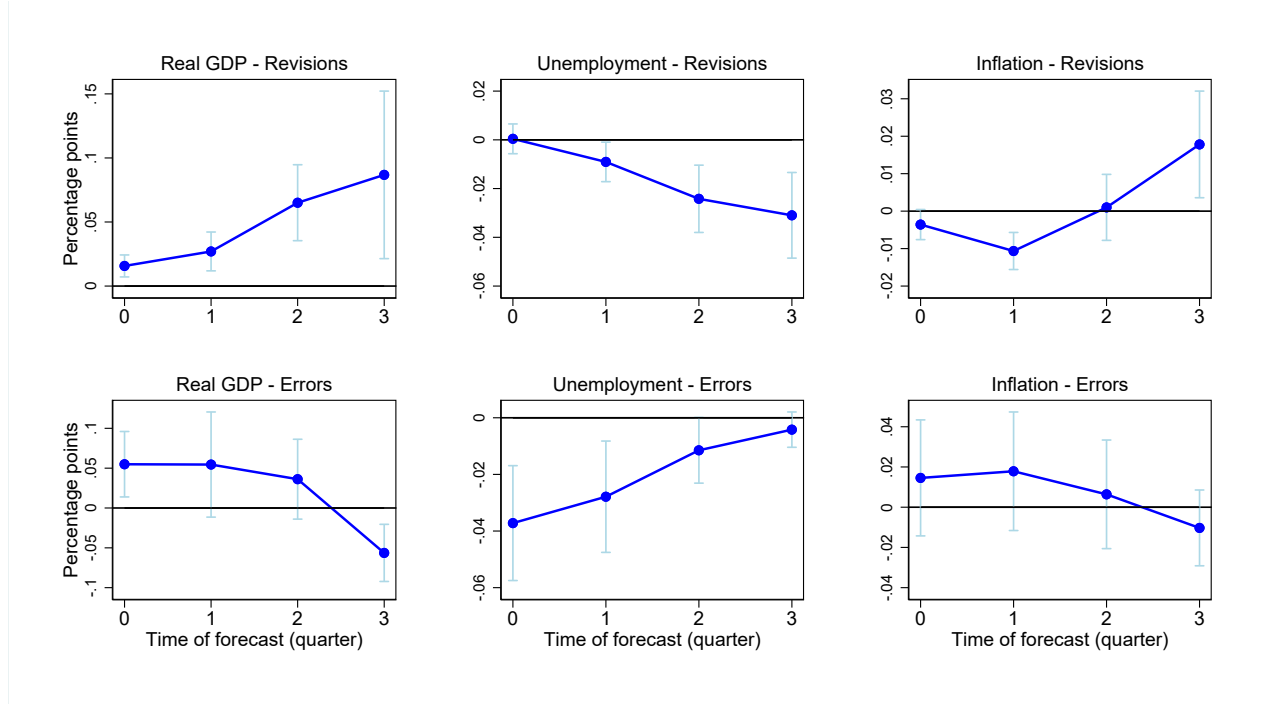 Real GDP - Revisions
Unemployment - Revisions
Inflation - Revisions
Percentage points
.15
.1
.05
0
0 1 2 3
.02
0
-.02
-.04
-.06
0 1 2 3
.03
.02
.01
0
-.01
-.02
0 1 2 3
Real GDP - Errors
Unemployment - Errors
Inflation - Errors
Percentage points
.1
.05
0
-.05
-.1
0 1 2 3
Time of forecast (quarter)
0
-.02
-.04
-.06
0 1 2 3
Time of forecast (quarter)
.04
.02
0
-.02
-.04
0 1 2 3
Time of forecast (quarter)